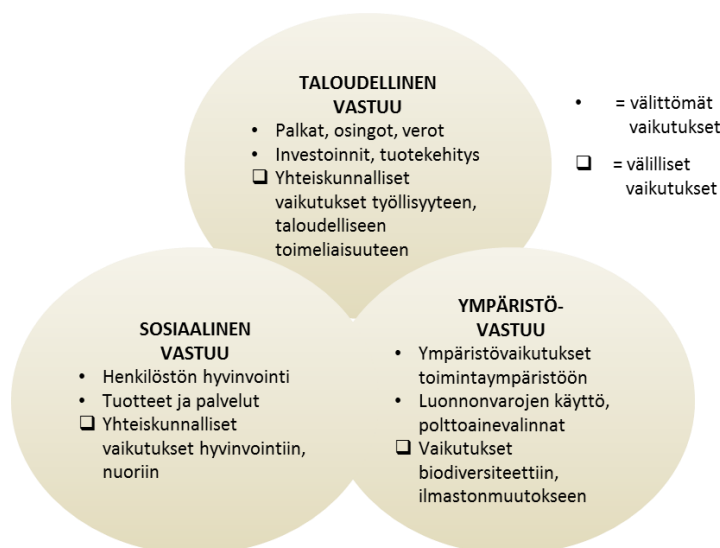 TALOUDELLINEN
VASTUU
• Palkat, osingot, verot
• Investoinnit, tuotekehitys
❑ Yhteiskunnalliset
vaikutukset työllisyyteen,
taloudelliseen
toimeliaisuuteen
• = välittömät
vaikutukset
❑ = välilliset
vaikutukset
SOSIAALINEN
VASTUU
• Henkilöstön hyvinvointi
• Tuotteet ja palvelut
❑ Yhteiskunnalliset
vaikutukset hyvinvointiin,
nuoriin
YMPÄRISTÖ-
VASTUU
• Ympäristövaikutukset
toimintaympäristöön
• Luonnonvarojen käyttö,
polttoainevalinnat
❑ Vaikutukset
biodiversiteettiin,
ilmastonmuutokseen